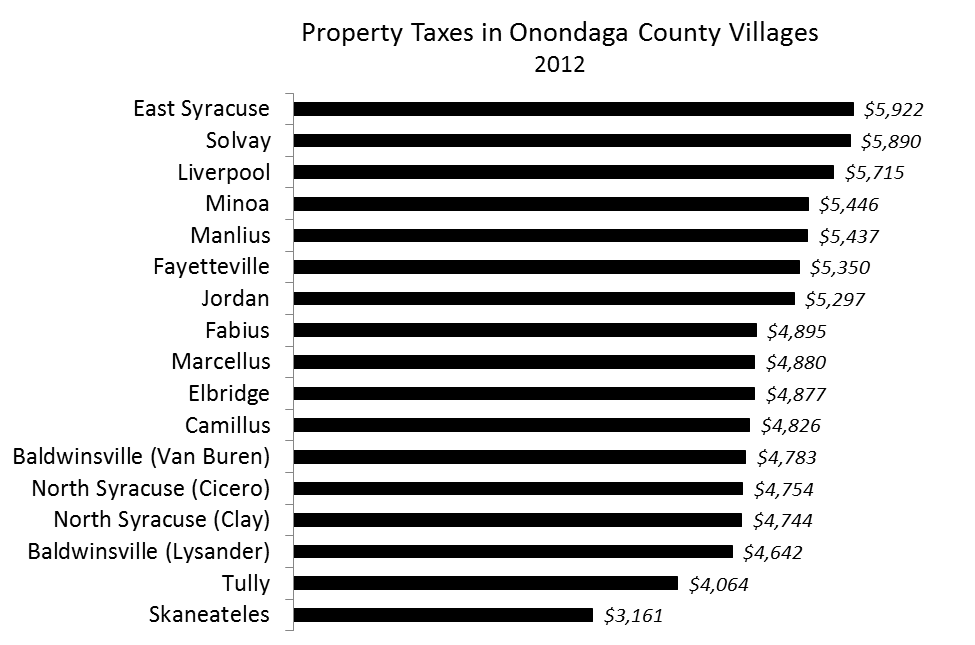 Property Taxes in Onondaga County Villages
2012
East Syracuse $5,922
Solvay $5,890
Liverpool $5,715
Minoa $5,446
Manlius $5,437
Fayetteville $5,350
Jordan $5,297
Fabius $4,895
Marcellus $4,880
Elbridge $4,877
Camillus $4,826
Baldwinsville (Van Buren) $4,783
North Syracuse (Cicero) $4,754
North Syracuse (Clay) $4,744
Baldwinsville (Lysander) $4,642
Tully $4,064
Skaneateles $3,161